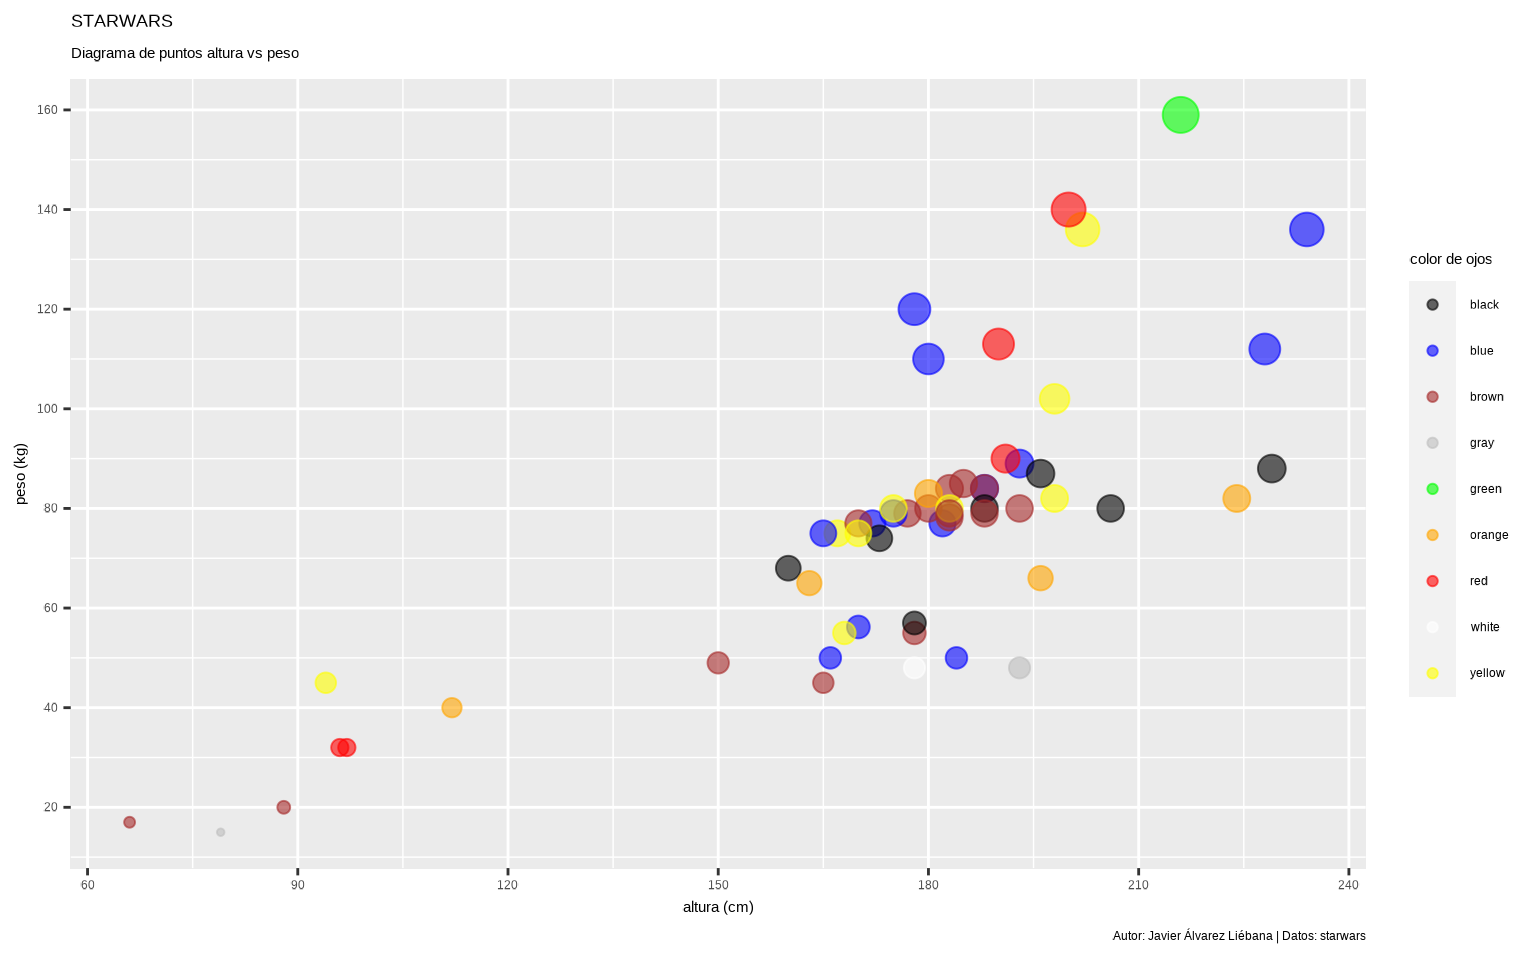 STARWARS
Diagrama de puntos altura vs peso
peso (kg)
160
140
120
100
80
60
40
20
60 90 120 150 180 210 240
altura (cm)
color de ojos
black
blue
brown
gray
green
orange
red
white
yellow
Autor: Javier Álvarez Liébana | Datos: starwars